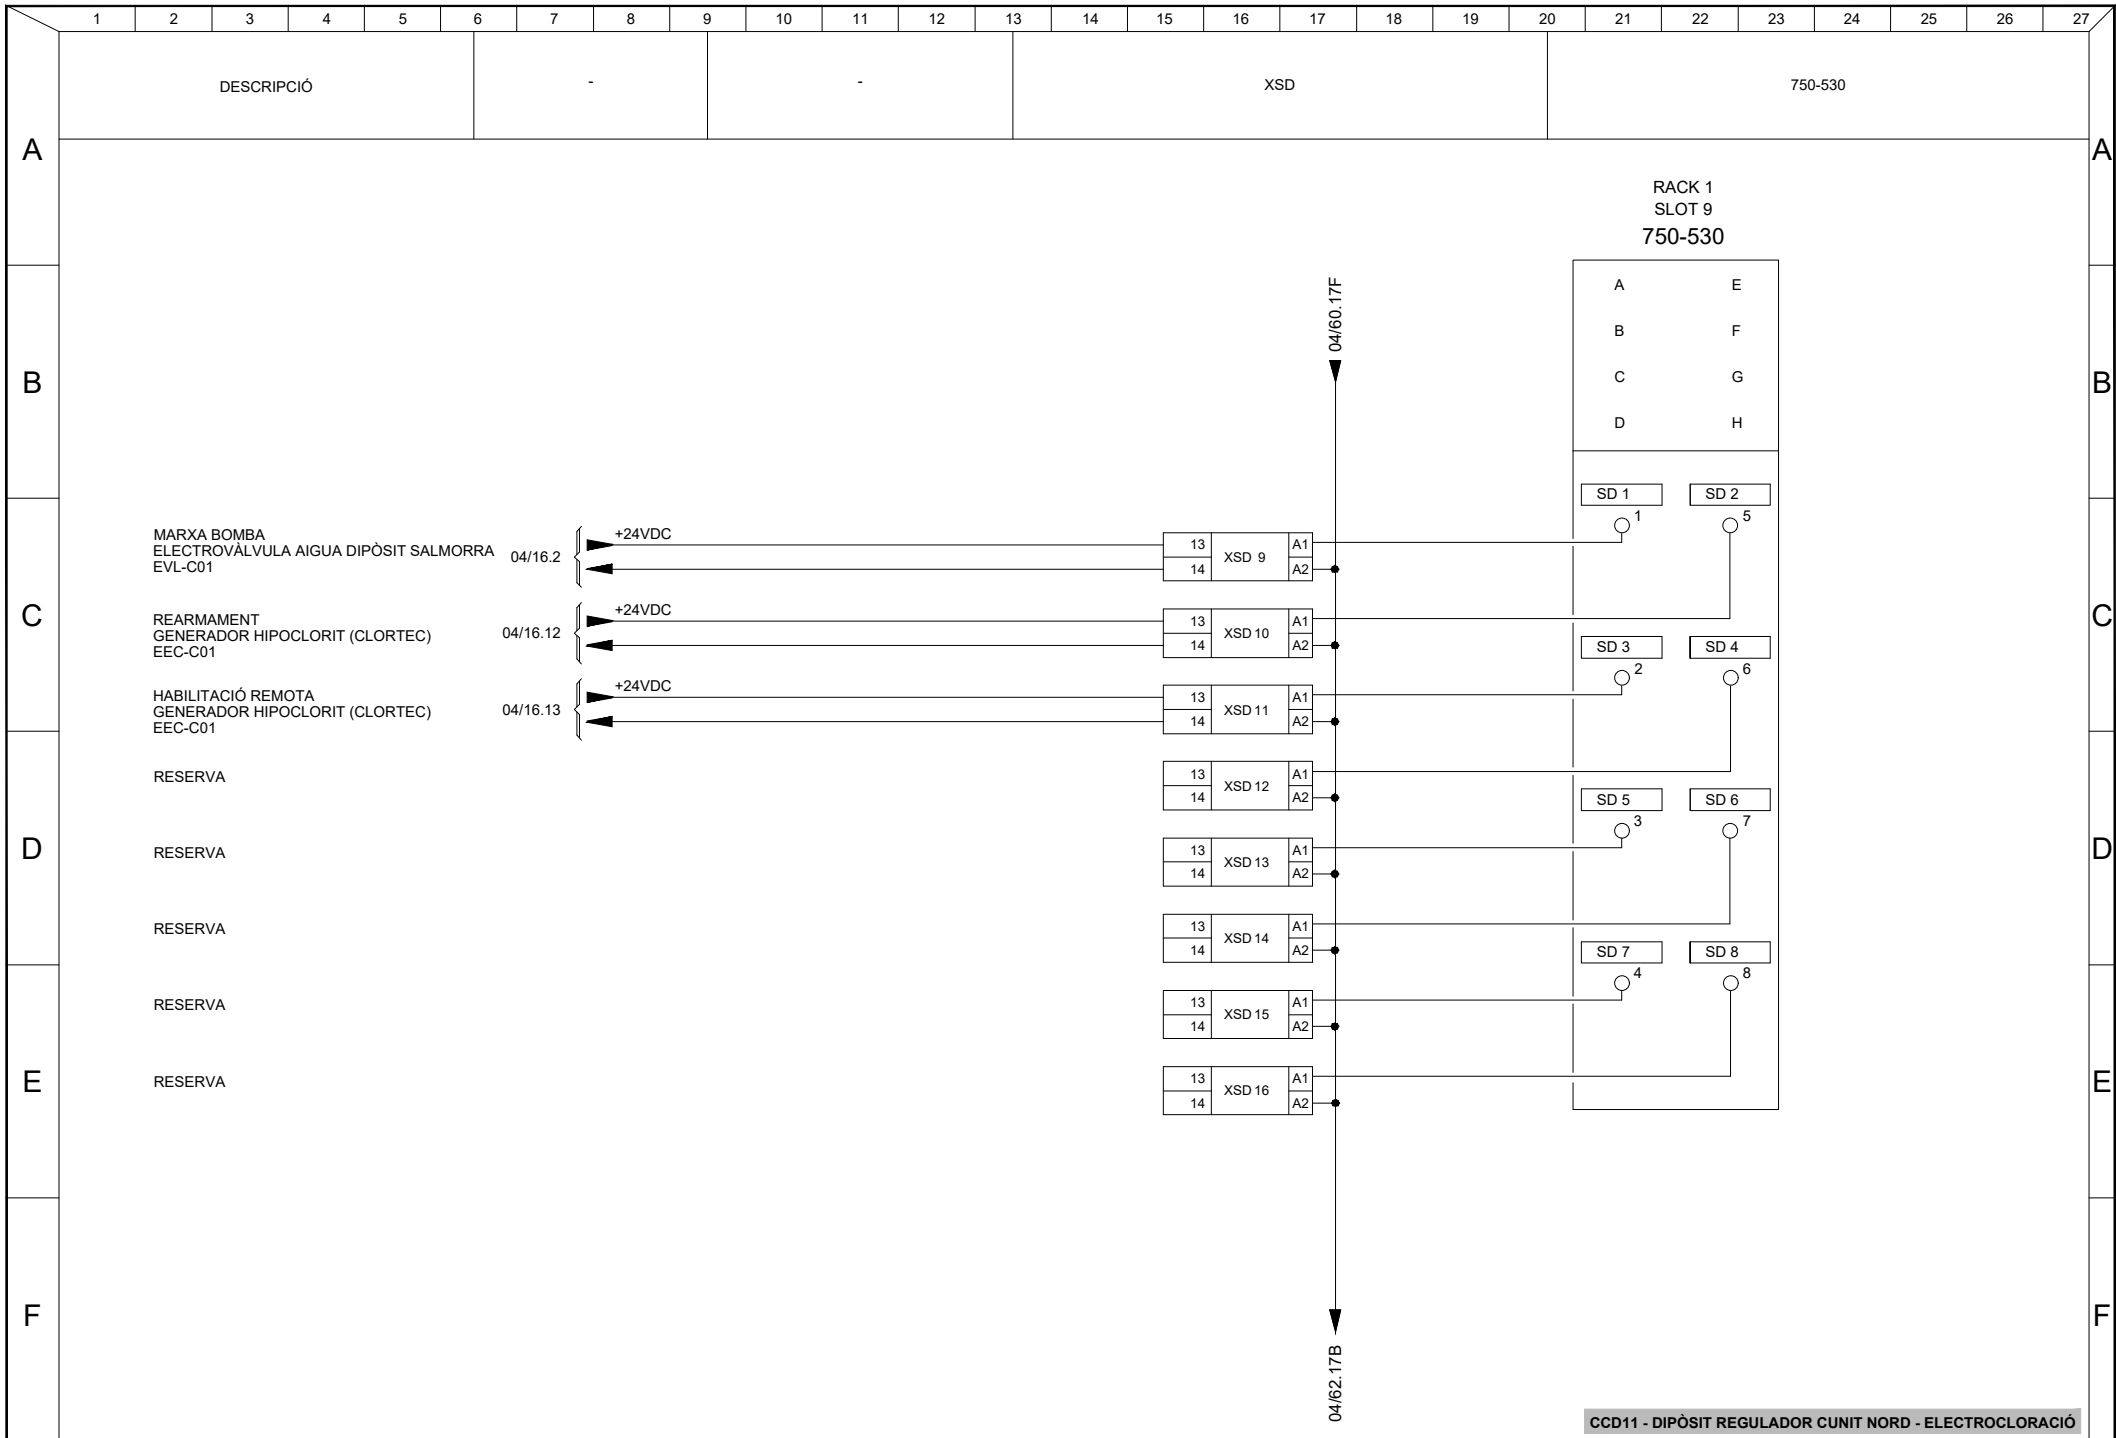 1 2 3 4 5 6 7 8 9 10 11 12 13 14 15 16 17 18 19 20 21 22 23 24 25 26 27
DESCRIPCIÓ - - XSD 750-530
A A
RACK 1
SLOT 9
750-530
04/60.17F
A E
B F
C G
D H
B B
SD 1 SD 2
1 5
MARXA BOMBA
ELECTROVÀLVULA AIGUA DIPÒSIT SALMORRA
EVL-C01
04/16.2
+24VDC
13 XSD 9 A1
14 A2
C C
REARMAMENT
GENERADOR HIPOCLORIT (CLORTEC)
EEC-C01
04/16.12
+24VDC
13 XSD 10 A1
14 A2
SD 3 SD 4
2 6
HABILITACIÓ REMOTA
GENERADOR HIPOCLORIT (CLORTEC)
EEC-C01
04/16.13
+24VDC
13 XSD 11 A1
14 A2
RESERVA
13 XSD 12 A1
14 A2
SD 5 SD 6
3 7
D D
RESERVA
13 XSD 13 A1
14 A2
RESERVA
13 XSD 14 A1
14 A2
SD 7 SD 8
4 8
RESERVA
13 XSD 15 A1
14 A2
E E
RESERVA
13 XSD 16 A1
14 A2
F F
04/62.17B
CCD11 - DIPÒSIT REGULADOR CUNIT NORD - ELECTROCLORACIÓ